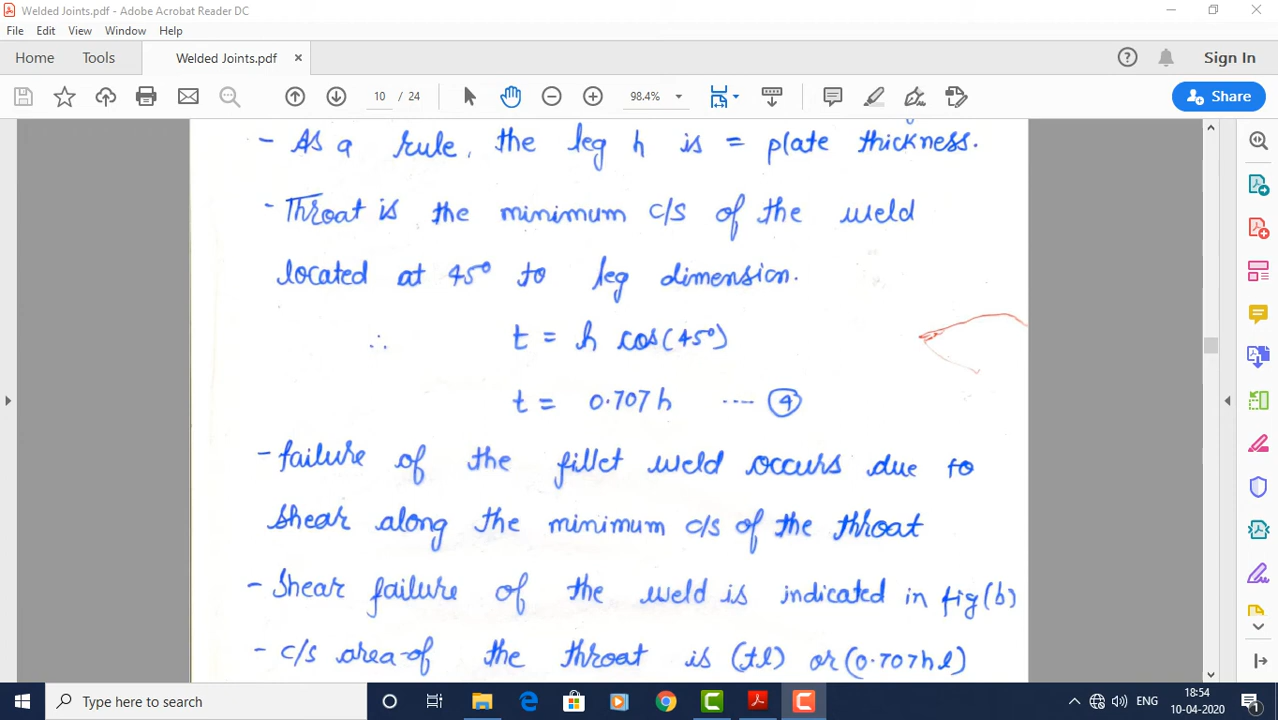 Welded Joints.pdf - Adobe Acrobat Reader DC
File Edit View Window Help
Home Tools Welded Joints.pdf × Sign In
10 / 24 98.4% Share
- As a rule, the leg h is = plate thickness.
- Throat is the minimum c/s of the weld
located at 45° to leg dimension.
∴ t = h cos(45°)
t = 0.707h ---- 4
- failure of the fillet weld occurs due to
shear along the minimum c/s of the throat
- Shear failure of the weld is indicated in fig(b)
- c/s area of the throat is (tl) or (0.707hl)
Type here to search
ENG
18:54
10-04-2020
1